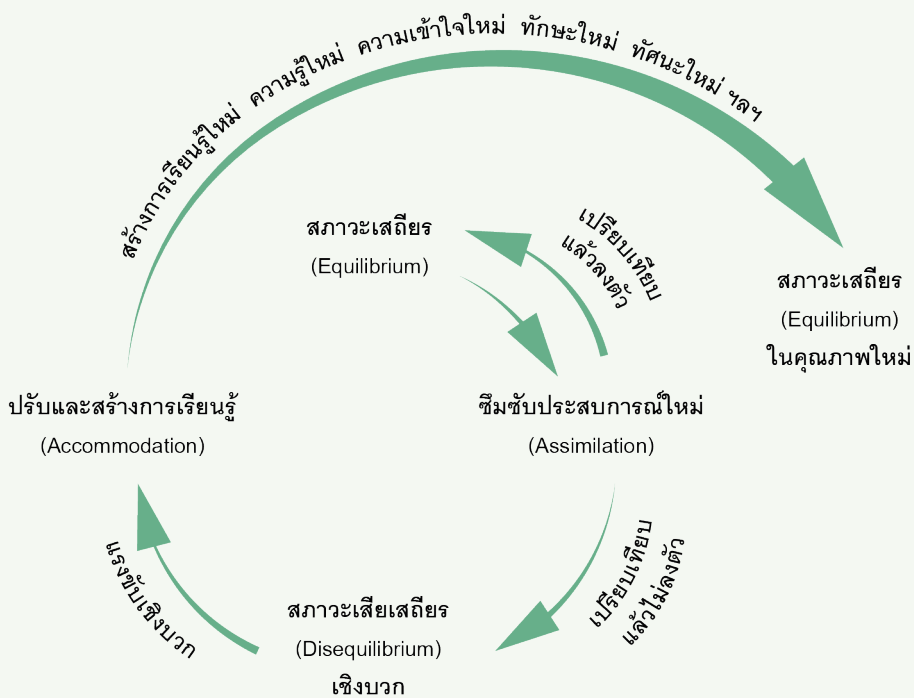 สร้างการเรียนรู้ใหม่ ความรู้ใหม่ ความเข้าใจใหม่ ทักษะใหม่ ทัศนะใหม่ ฯลฯ
สภาวะเสถียร
(Equilibrium)
เปรียบเทียบ
แล้วลงตัว
สภาวะเสถียร
(Equilibrium)
ในคุณภาพใหม่
ปรับและสร้างการเรียนรู้
(Accommodation)
ซึมซับประสบการณ์ใหม่
(Assimilation)
แรงขับเชิงบวก
สภาวะเสียเสถียร
(Disequilibrium)
เชิงบวก
เปรียบเทียบ
แล้วไม่ลงตัว